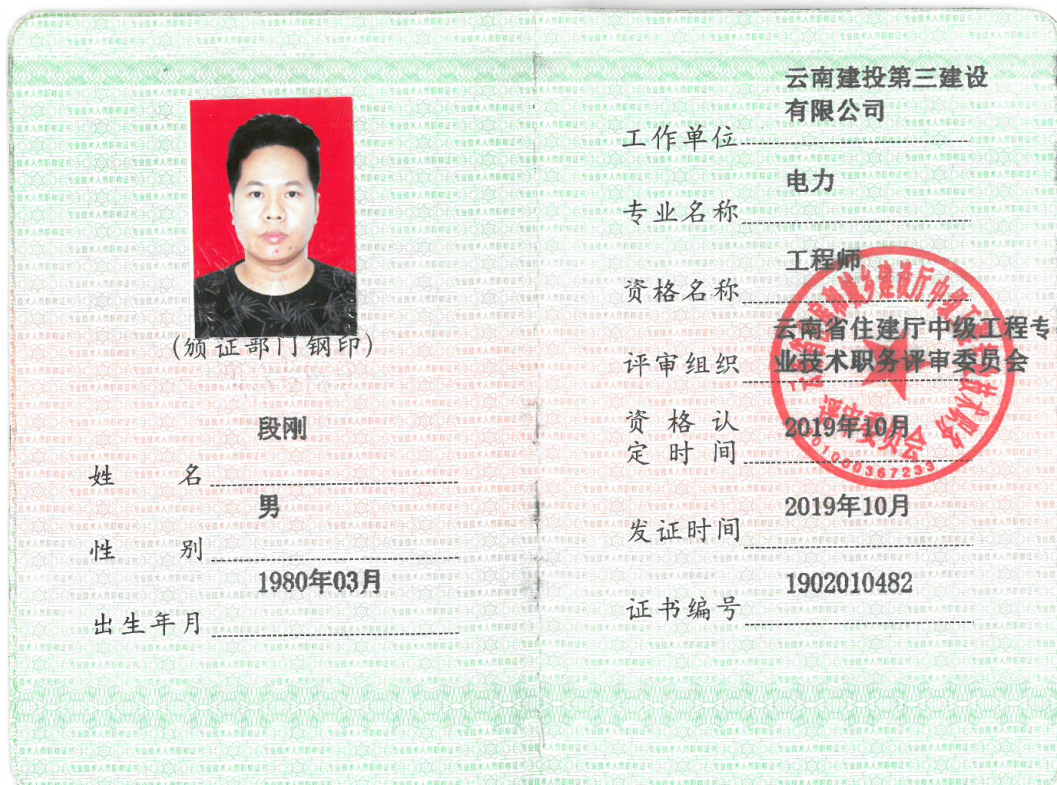 (颁证部门钢印)
段刚
姓 名
男
性 别
1980年03月
出生年月
云南建投第三建设
有限公司
工作单位
电力
专业名称
工程师
资格名称
云南省住建厅中级工程专
评审组织 业技术职务评审委员会
资格认
定时间 2019年10月
2019年10月
发证时间
1902010482
证书编号
评审委员会